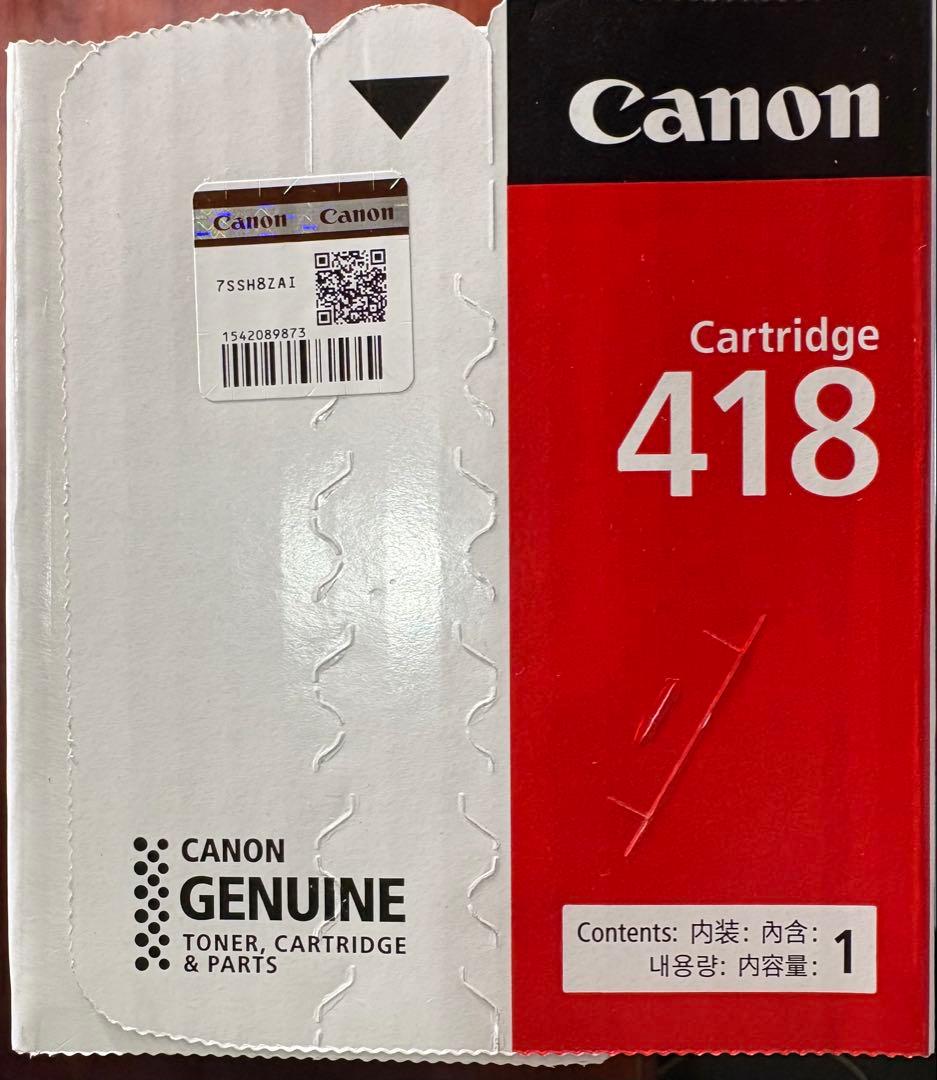 Canon
Canon Canon
7SSH8ZAI
1542089873
Cartridge
418
CANON
GENUINE
TONER, CARTRIDGE
& PARTS
Contents: 内装: 內含: 1
내용량: 内容量: